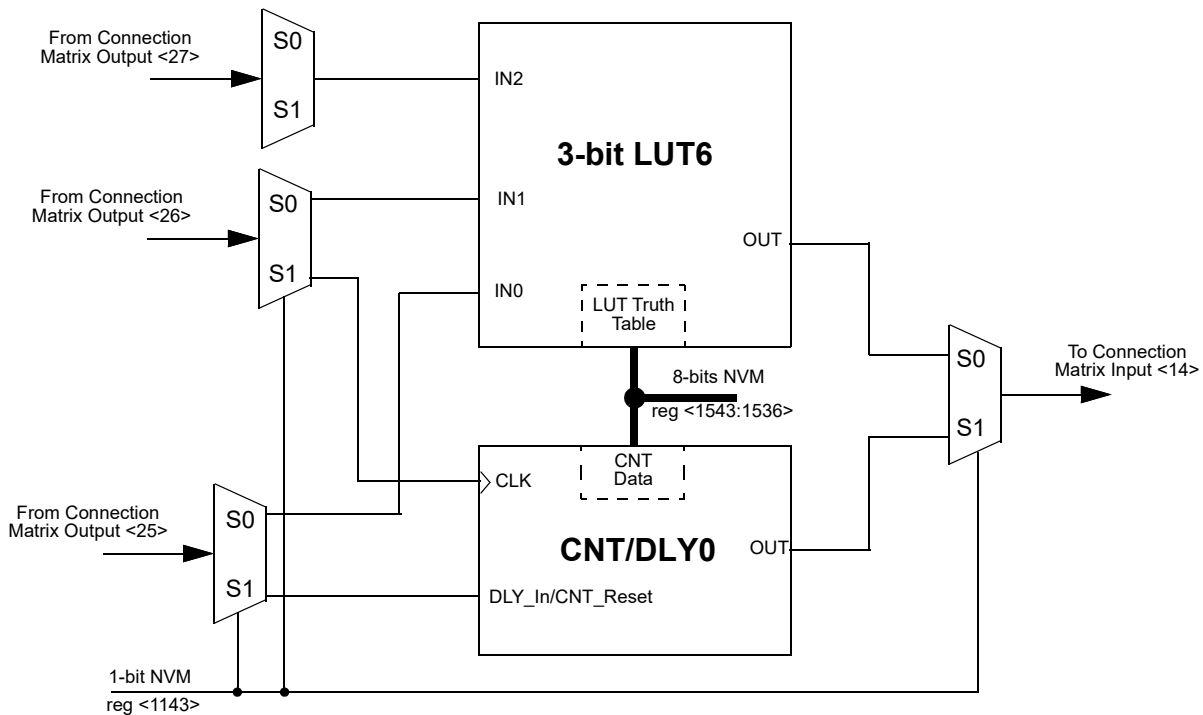 From Connection
Matrix Output <27>
S0
S1
IN2
3-bit LUT6
From Connection
Matrix Output <26>
S0
S1
IN1
OUT
IN0
LUT Truth
Table
8-bits NVM
reg <1543:1536>
S0
S1
To Connection
Matrix Input <14>
CNT
Data
CLK
From Connection
Matrix Output <25>
S0
S1
CNT/DLY0
OUT
DLY_In/CNT_Reset
1-bit NVM
reg <1143>